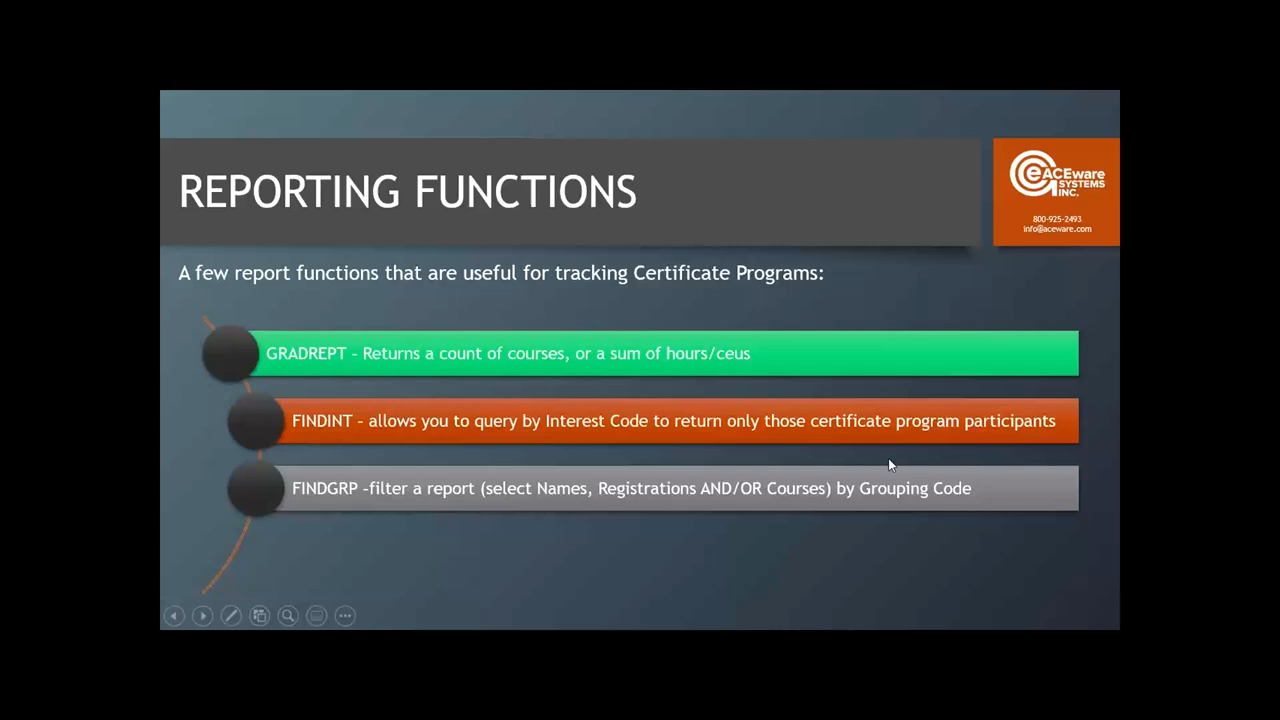 REPORTING FUNCTIONS
eACEware
SYSTEMS
INC.
800-925-2493
info@aceware.com
A few report functions that are useful for tracking Certificate Programs:
GRADREPT - Returns a count of courses, or a sum of hours/ceus
FINDINT - allows you to query by Interest Code to return only those certificate program participants
FINDGRP -filter a report (select Names, Registrations AND/OR Courses) by Grouping Code